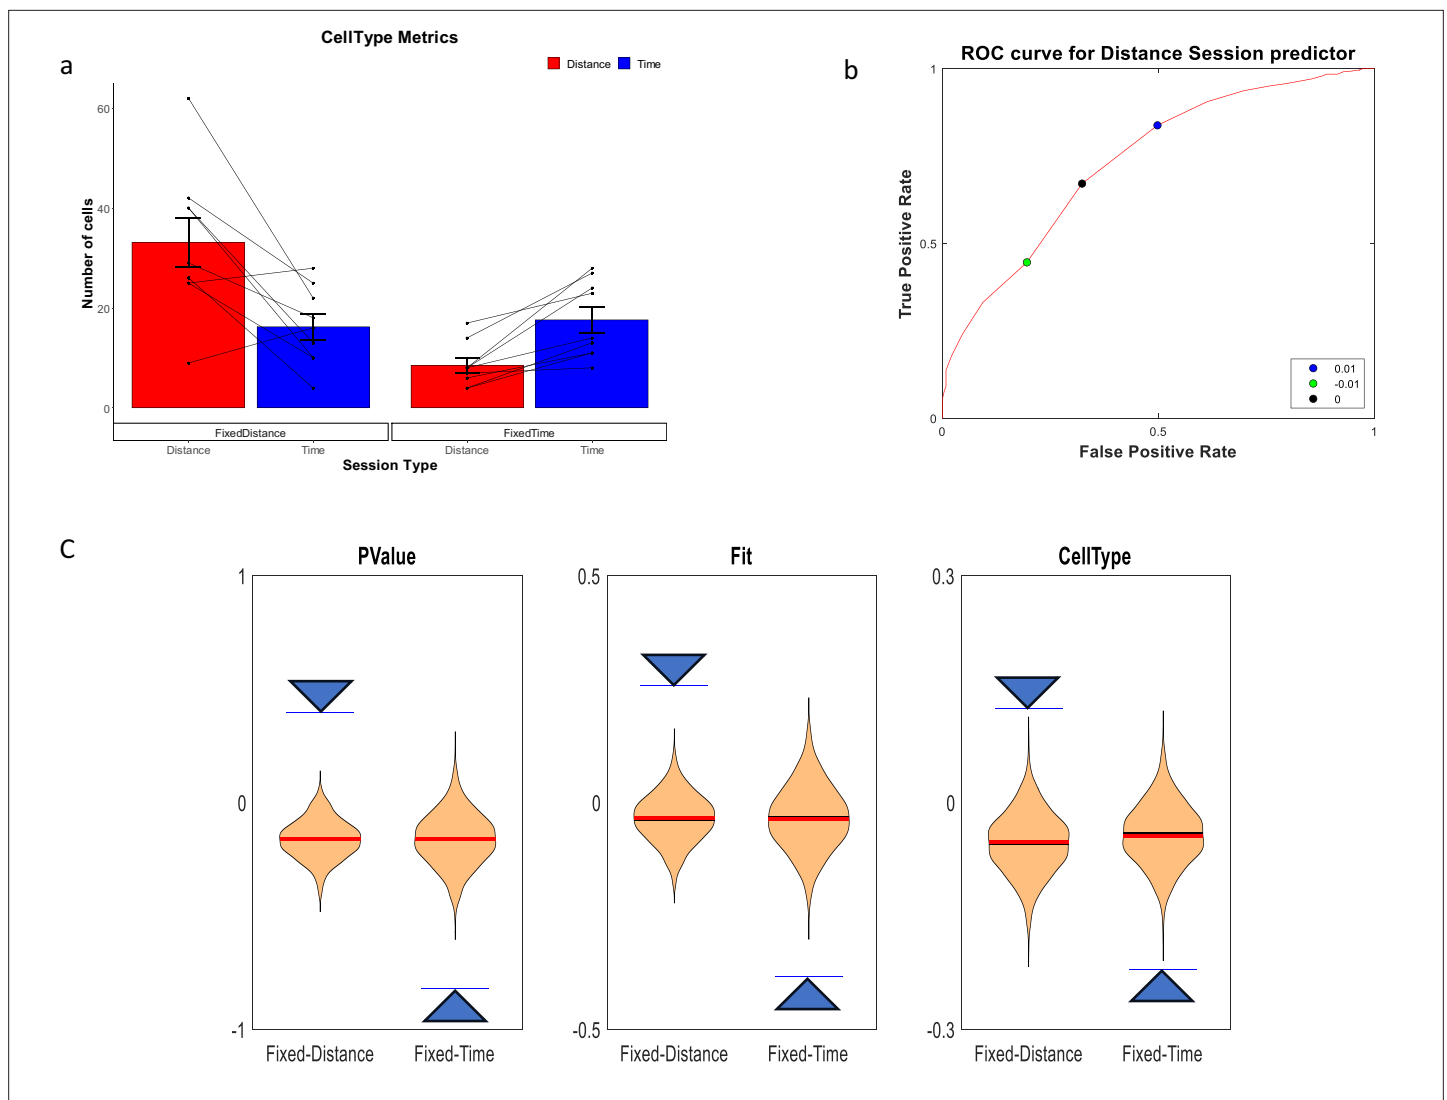 a
CellType Metrics
Distance
Time
Number of cells
60
40
20
0
FixedDistance
FixedTime
Distance
Time
Distance
Time
Session Type
b
ROC curve for Distance Session predictor
True Positive Rate
1
0.5
0
0
0.5
1
False Positive Rate
0.01
-0.01
0
C
PValue
1
0
-1
Fixed-Distance
Fixed-Time
Fit
0.5
0
-0.5
Fixed-Distance
Fixed-Time
CellType
0.3
0
-0.3
Fixed-Distance
Fixed-Time